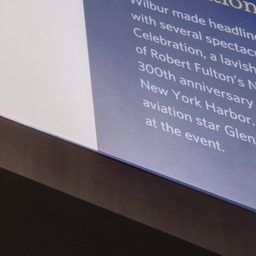 Wilbur made headline
with several spectacu
Celebration, a lavish
of Robert Fulton's N
300th anniversary
New York Harbor.
aviation star Glen
at the event.